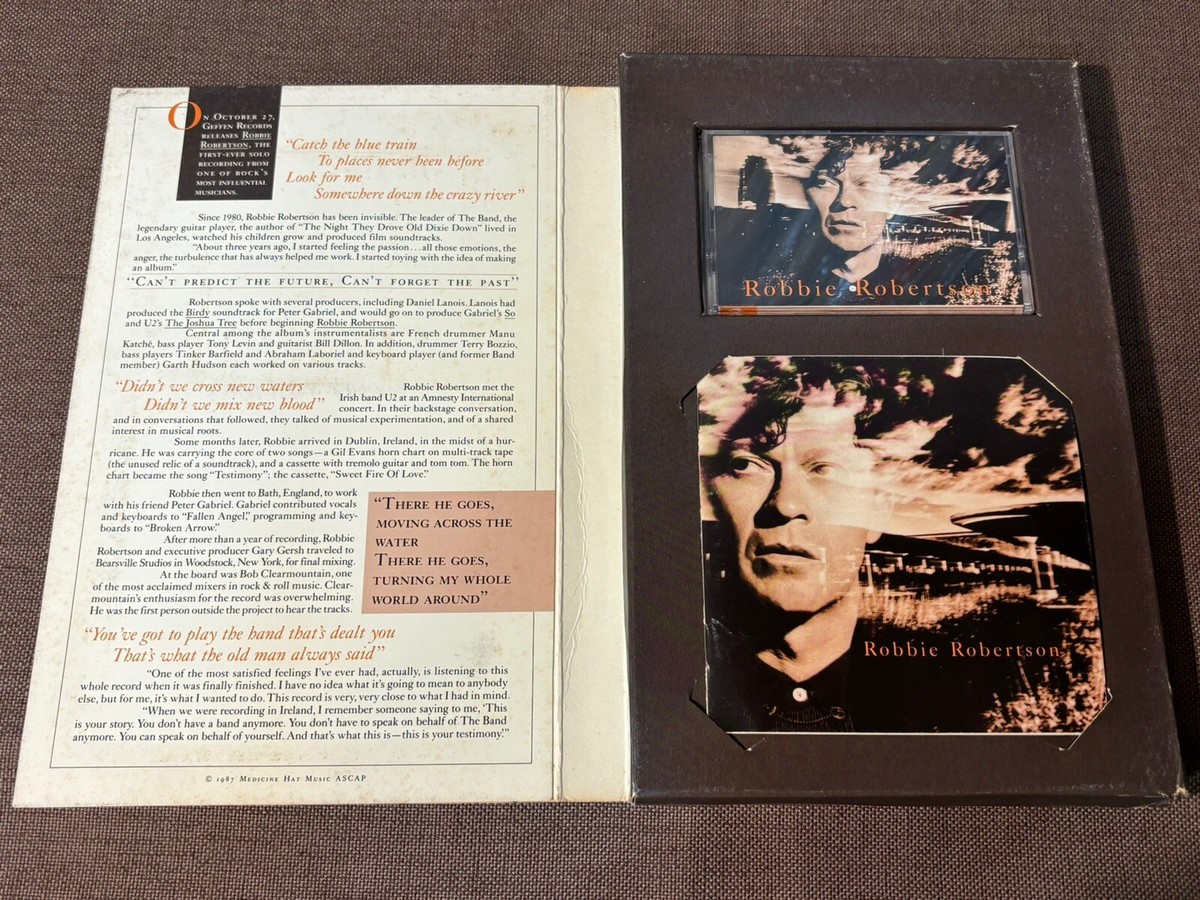 On October 27,
Geffen Records
releases Robbie
Robertson, the
first-ever solo
recording from
one of rock's
most influential
musicians.
"Catch the blue train
To places never been before
Look for me
Somewhere down the crazy river"
Since 1980, Robbie Robertson has been invisible. The leader of The Band, the
legendary guitar player, the author of "The Night They Drove Old Dixie Down" lived in
Los Angeles, watched his children grow and produced film soundtracks.
"About three years ago, I started feeling the passion...all those emotions, the
anger, the turbulence that has always helped me work. I started toying with the idea of making
an album."
"Can't predict the future, Can't forget the past"
Robertson spoke with several producers, including Daniel Lanois. Lanois had
produced the Birdy soundtrack for Peter Gabriel, and would go on to produce Gabriel's So
and U2's The Joshua Tree before beginning Robbie Robertson.
Central among the album's instrumentalists are French drummer Manu
Katché, bass player Tony Levin and guitarist Bill Dillon. In addition, drummer Terry Bozzio,
bass players Tinker Barfield and Abraham Laboriel and keyboard player (and former Band
member) Garth Hudson each worked on various tracks.
"Didn't we cross new waters
Didn't we mix new blood"
Robbie Robertson met the
Irish band U2 at an Amnesty International
concert. In their backstage conversation,
and in conversations that followed, they talked of musical experimentation, and of a shared
interest in musical roots.
Some months later, Robbie arrived in Dublin, Ireland, in the midst of a hur-
ricane. He was carrying the core of two songs—a Gil Evans horn chart on multi-track tape
(the unused relic of a soundtrack), and a cassette with tremolo guitar and tom tom. The horn
chart became the song "Testimony"; the cassette, "Sweet Fire Of Love."
Robbie then went to Bath, England, to work
with his friend Peter Gabriel. Gabriel contributed vocals
and keyboards to "Fallen Angel," programming and key-
boards to "Broken Arrow."
After more than a year of recording, Robbie
Robertson and executive producer Gary Gersh traveled to
Bearsville Studios in Woodstock, New York, for final mixing.
At the board was Bob Clearmountain, one
of the most acclaimed mixers in rock & roll music. Clear-
mountain's enthusiasm for the record was overwhelming.
He was the first person outside the project to hear the tracks.
"There he goes,
moving across the
water
There he goes,
turning my whole
world around"
"You've got to play the hand that's dealt you
That's what the old man always said"
"One of the most satisfied feelings I've ever had, actually, is listening to this
whole record when it was finally finished. I have no idea what it's going to mean to anybody
else, but for me, it's what I wanted to do. This record is very, very close to what I had in mind.
"When we were recording in Ireland, I remember someone saying to me, 'This
is your story. You don't have a band anymore. You don't have to speak on behalf of The Band
anymore. You can speak on behalf of yourself. And that's what this is—this is your testimony.'"
© 1987 Medicine Hat Music ASCAP
Robbie Robertson
Robbie Robertson